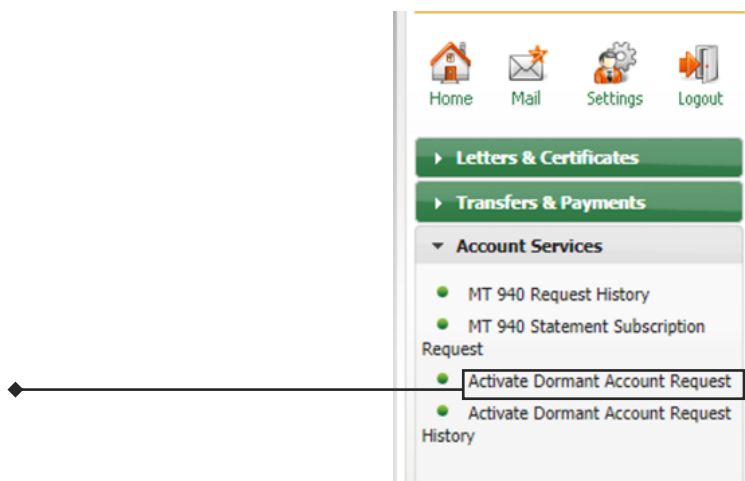 Home Mail Settings Logout
Letters & Certificates
Transfers & Payments
Account Services
MT 940 Request History
MT 940 Statement Subscription
Request
Activate Dormant Account Request
Activate Dormant Account Request
History